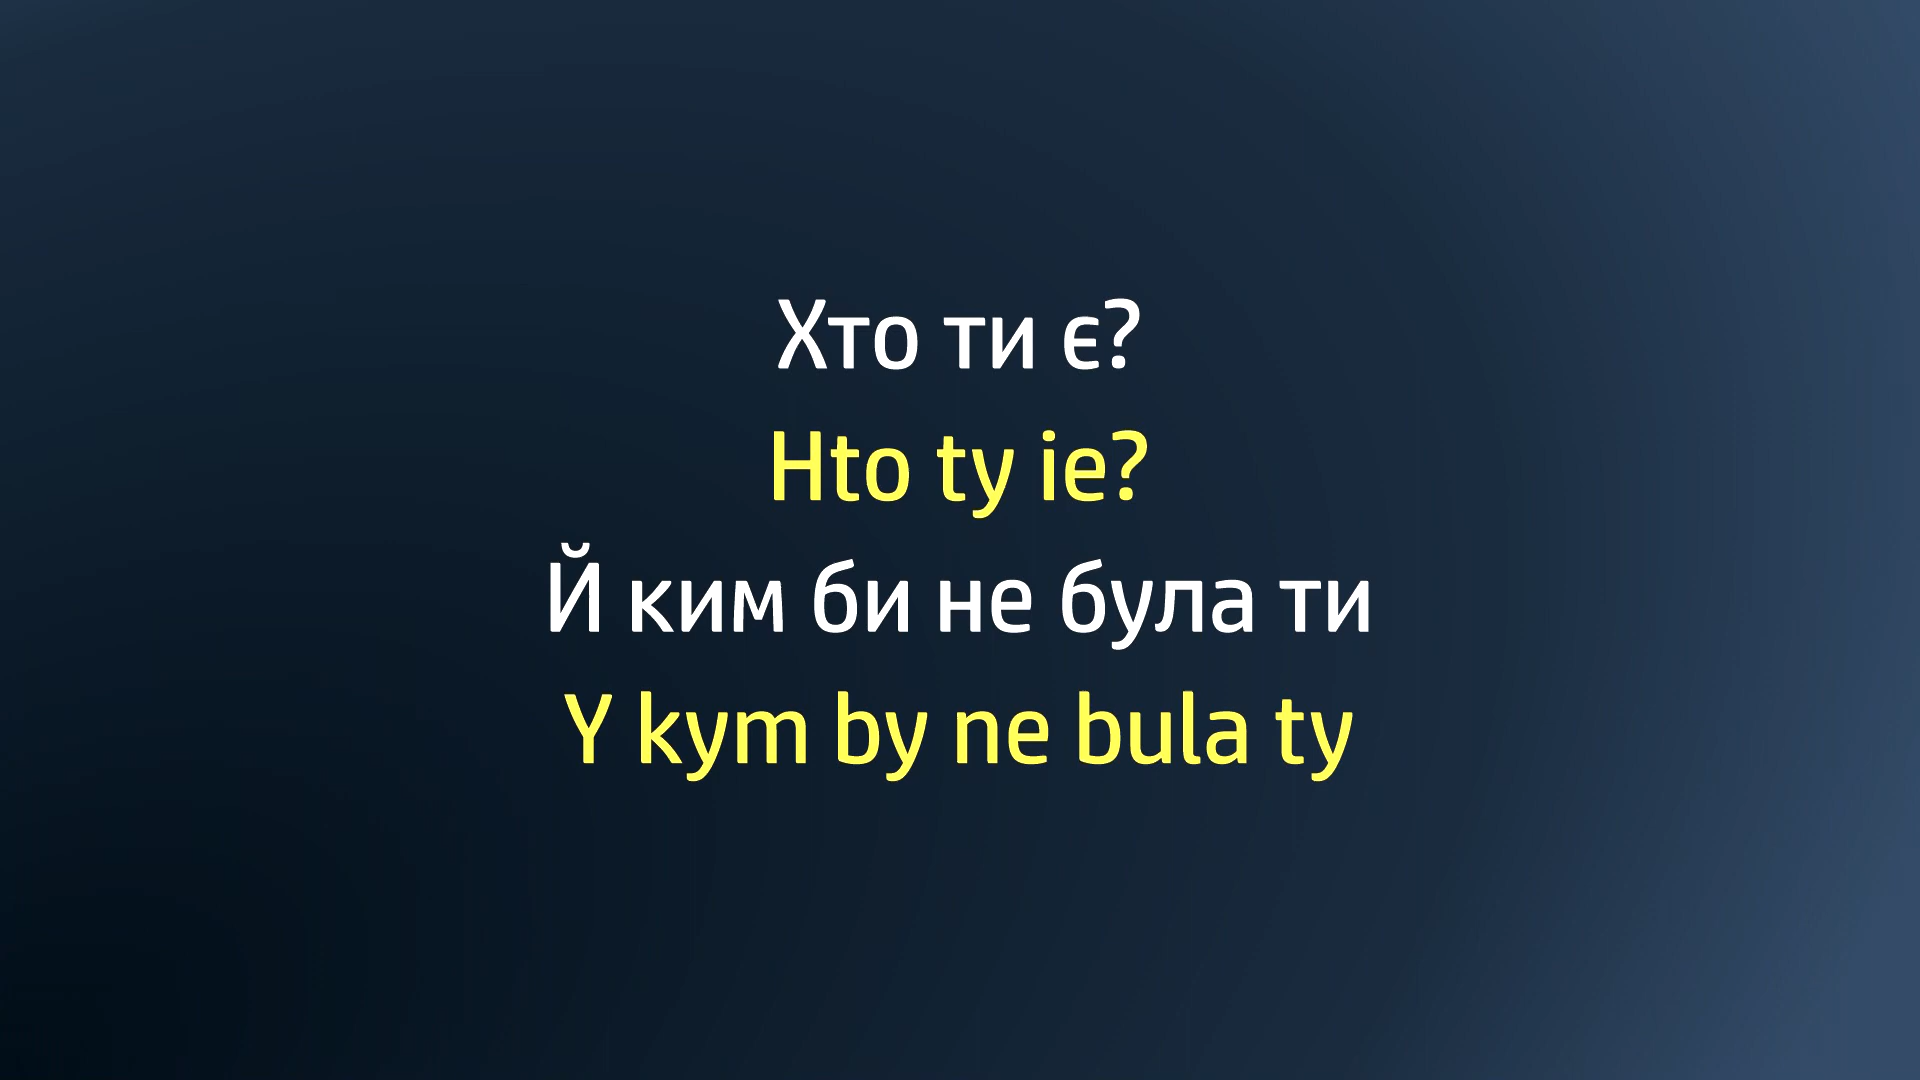 Хто ти є?
Hto ty ie?
Й ким би не була ти
Y kym by ne bula ty